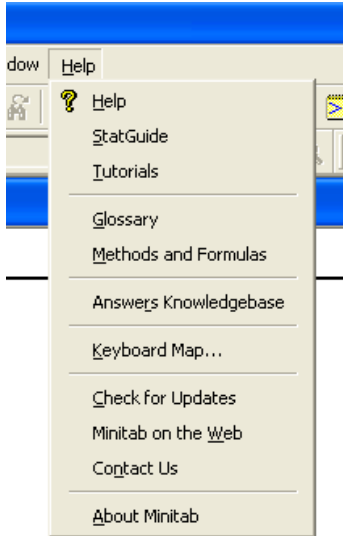 dow Help
Help
StatGuide
Tutorials
Glossary
Methods and Formulas
Answers Knowledgebase
Keyboard Map...
Check for Updates
Minitab on the Web
Contact Us
About Minitab